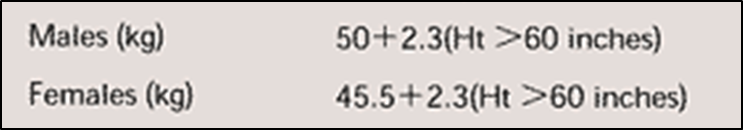 Males (kg) 50+2.3(Ht >60 inches)
Females (kg) 45.5+2.3(Ht >60 inches)